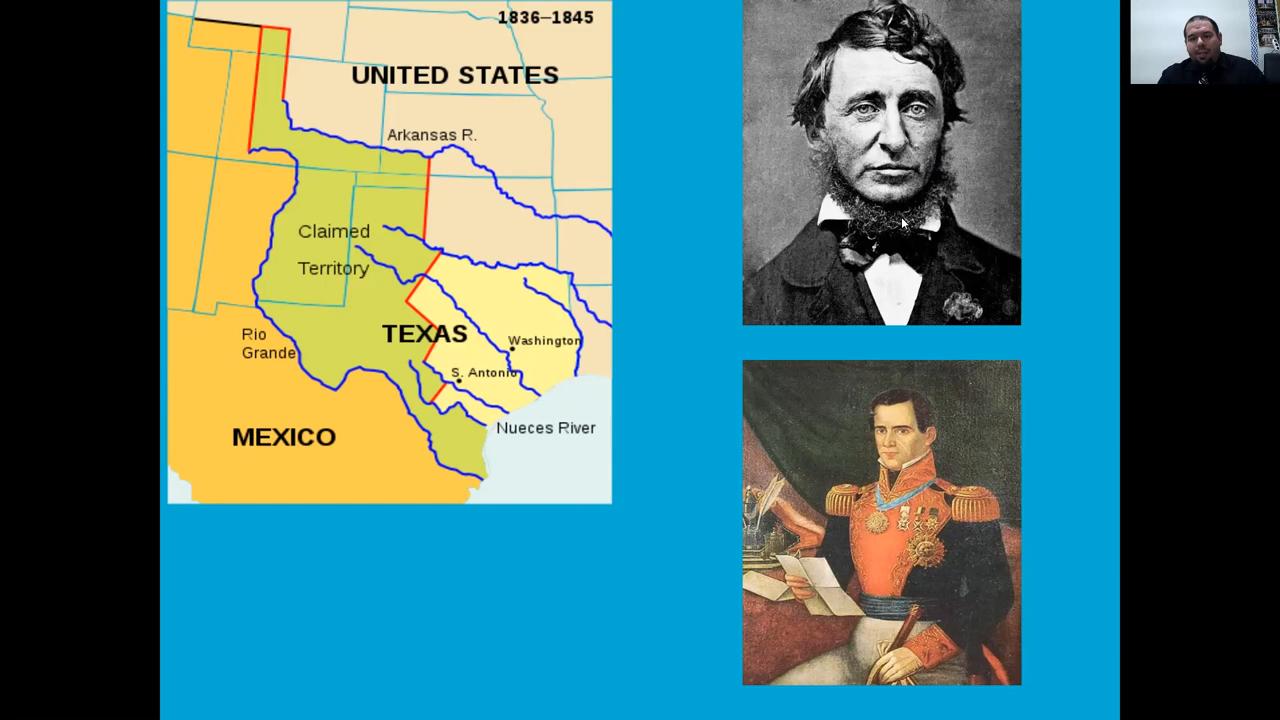 1836–1845
UNITED STATES
Arkansas R.
Claimed
Territory
Rio
Grande
TEXAS
Washington
S. Antonio
MEXICO
Nueces River